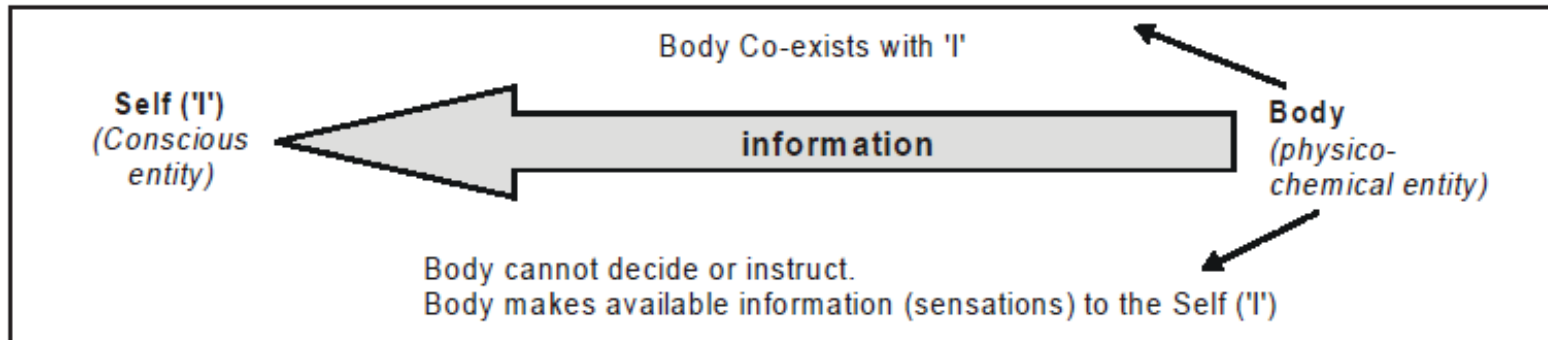 Body Co-exists with 'I'
Self ('I')
(Conscious
entity)
information
Body
(physico-
chemical entity)
Body cannot decide or instruct.
Body makes available information (sensations) to the Self ('I')